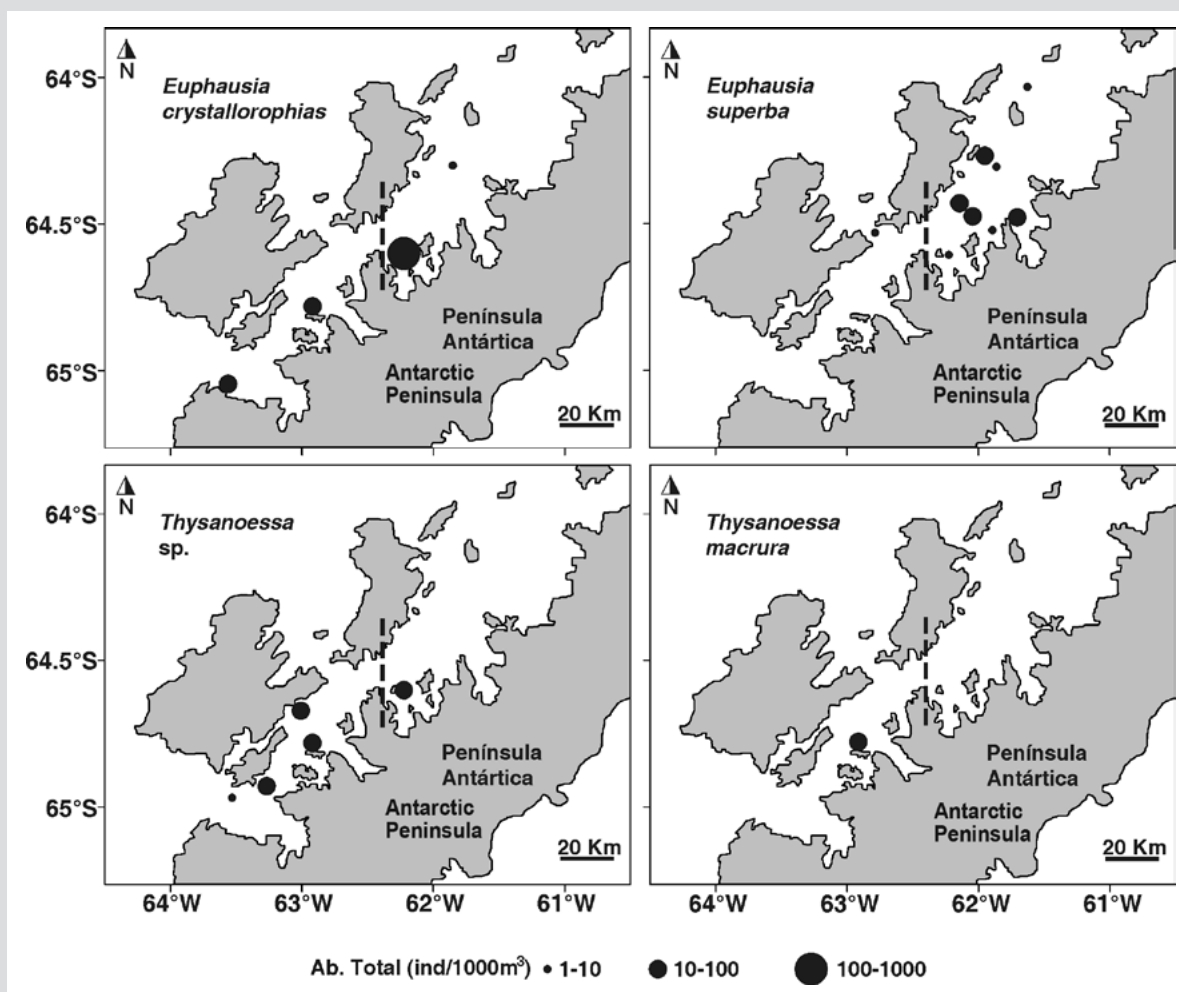 N
Euphausia
crystallorophias
64°S
64.5°S
65°S
Península
Antártica
Antarctic
Peninsula
20 Km
N
Euphausia
superba
Península
Antártica
Antarctic
Peninsula
20 Km
N
Thysanoessa
sp.
64°S
64.5°S
65°S
Península
Antártica
Antarctic
Peninsula
20 Km
64°W 63°W 62°W 61°W
N
Thysanoessa
macrura
Península
Antártica
Antarctic
Peninsula
20 Km
64°W 63°W 62°W 61°W
Ab. Total (ind/1000m³) 1-10 10-100 100-1000